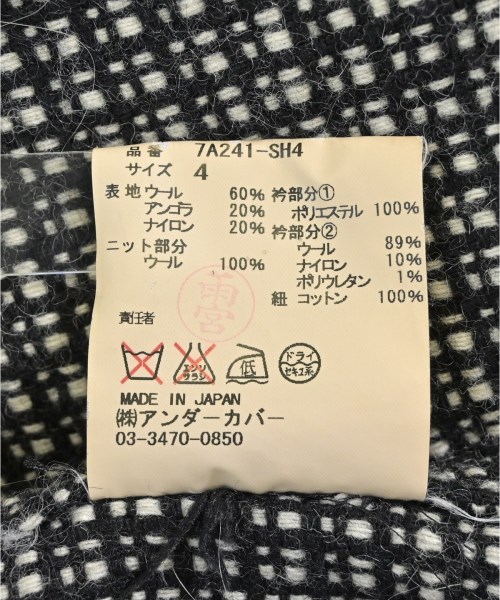 品番 7A241-SH4
サイズ 4
表地 ウール 60%
アンゴラ 20%
ナイロン 20%
ニット部分
ウール 100%
衿部分①
ポリエステル 100%
衿部分②
ウール 89%
ナイロン 10%
ポリウレタン 1%
紐 コットン 100%
雨宮
責任者
エンソ
サラシ
低
ドライ
セキユ系
MADE IN JAPAN
㈱アンダーカバー
03-3470-0850